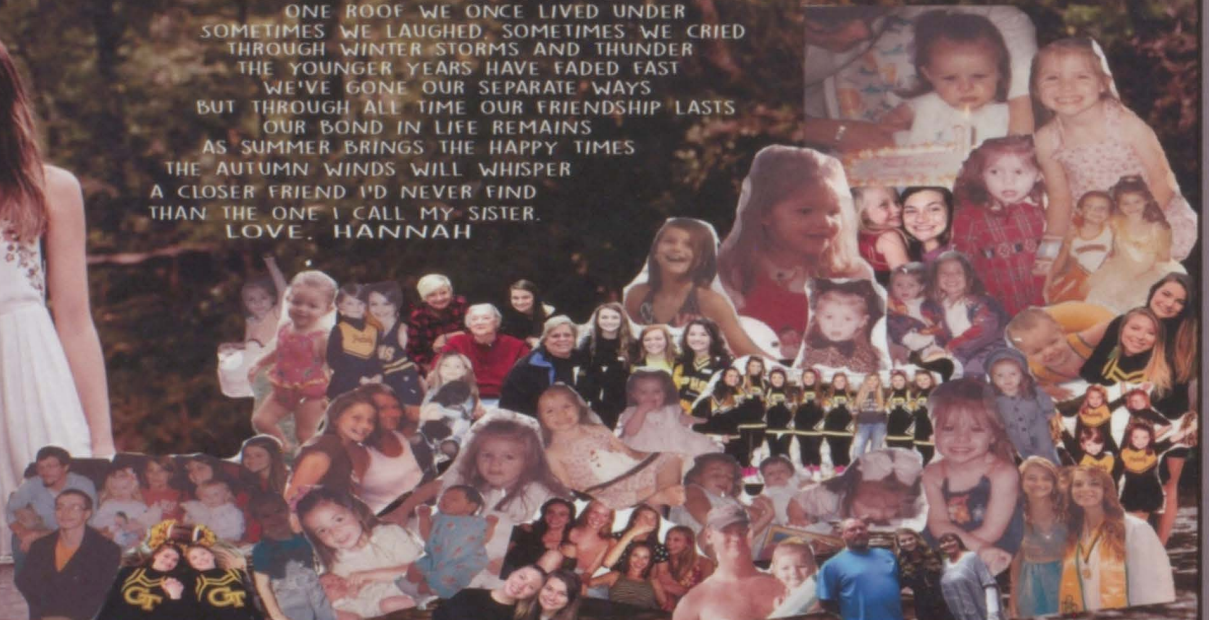 ONE ROOF WE ONCE LIVED UNDER
SOMETIMES WE LAUGHED, SOMETIMES WE CRIED
THROUGH WINTER STORMS AND THUNDER
THE YOUNGER YEARS HAVE FADED FAST
WE'VE GONE OUR SEPARATE WAYS
BUT THROUGH ALL TIME OUR FRIENDSHIP LASTS
OUR BOND IN LIFE REMAINS
AS SUMMER BRINGS THE HAPPY TIMES
THE AUTUMN WINDS WILL WHISPER
A CLOSER FRIEND I'D NEVER FIND
THAN THE ONE I CALL MY SISTER.
LOVE, HANNAH
GT
GT